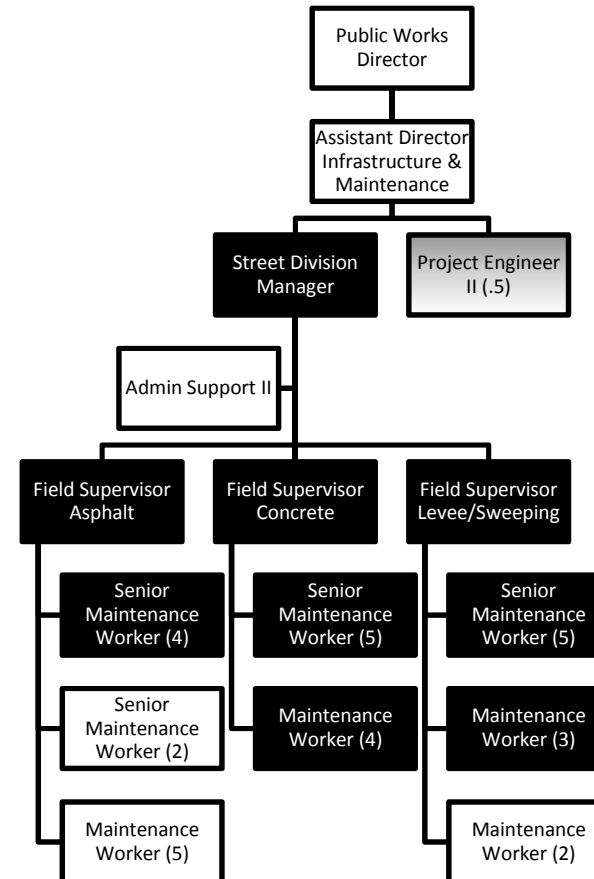 Public Works
Director
Assistant Director
Infrastructure &
Maintenance
Street Division
Manager
Project Engineer
II (.5)
Admin Support II
Field Supervisor
Asphalt
Field Supervisor
Concrete
Field Supervisor
Levee/Sweeping
Senior
Maintenance
Worker (4)
Senior
Maintenance
Worker (5)
Senior
Maintenance
Worker (5)
Senior
Maintenance
Worker (2)
Maintenance
Worker (4)
Maintenance
Worker (3)
Maintenance
Worker (5)
Maintenance
Worker (2)